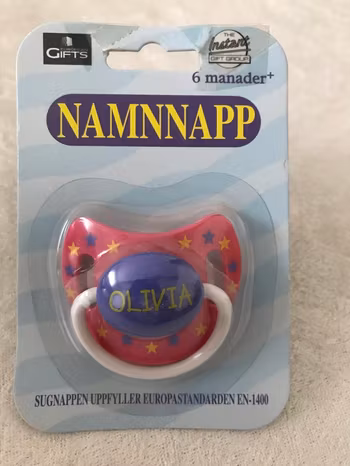 GIFTS
THE
Instant
GIFT GROUP
6 manader+
NAMNNAPP
OLIVIA
SUGNAPPEN UPPFYLLER EUROPASTANDARDEN EN-1400